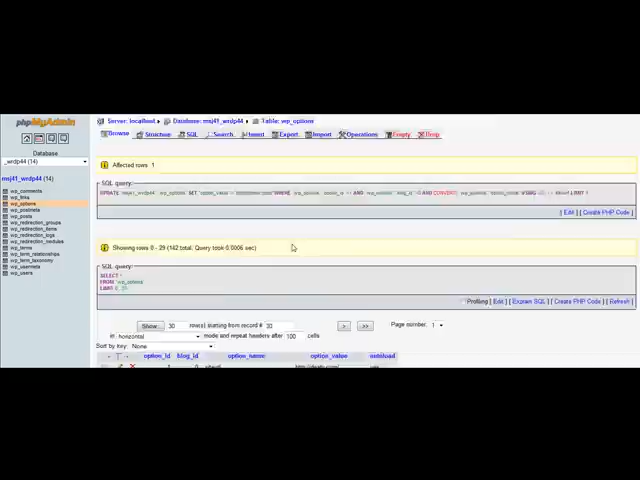 phpMyAdmin
Database
_wrdp44 (14)
msj41_wrdp44 (14)
wp_comments
wp_links
wp_options
wp_postmeta
wp_posts
wp_redirection_groups
wp_redirection_items
wp_redirection_logs
wp_redirection_modules
wp_terms
wp_term_relationships
wp_term_taxonomy
wp_usermeta
wp_users
Server: localhost Database: msj41_wrdp44 Table: wp_options
Browse Structure SQL Search Insert Export Import Operations Empty Drop
Affected rows: 1
SQL query:
[ Edit ] [ Create PHP Code ]
Showing rows 0 - 29 (142 total, Query took 0.0006 sec)
SQL query:
SELECT *
FROM `wp_options`
LIMIT 0 , 30
Profiling [ Edit ] [ Explain SQL ] [ Create PHP Code ] [ Refresh ]
Show : 30 row(s) starting from record # 30 > >> Page number: 1
in horizontal mode and repeat headers after 100 cells
Sort by key: None
option_id blog_id option_name option_value autoload